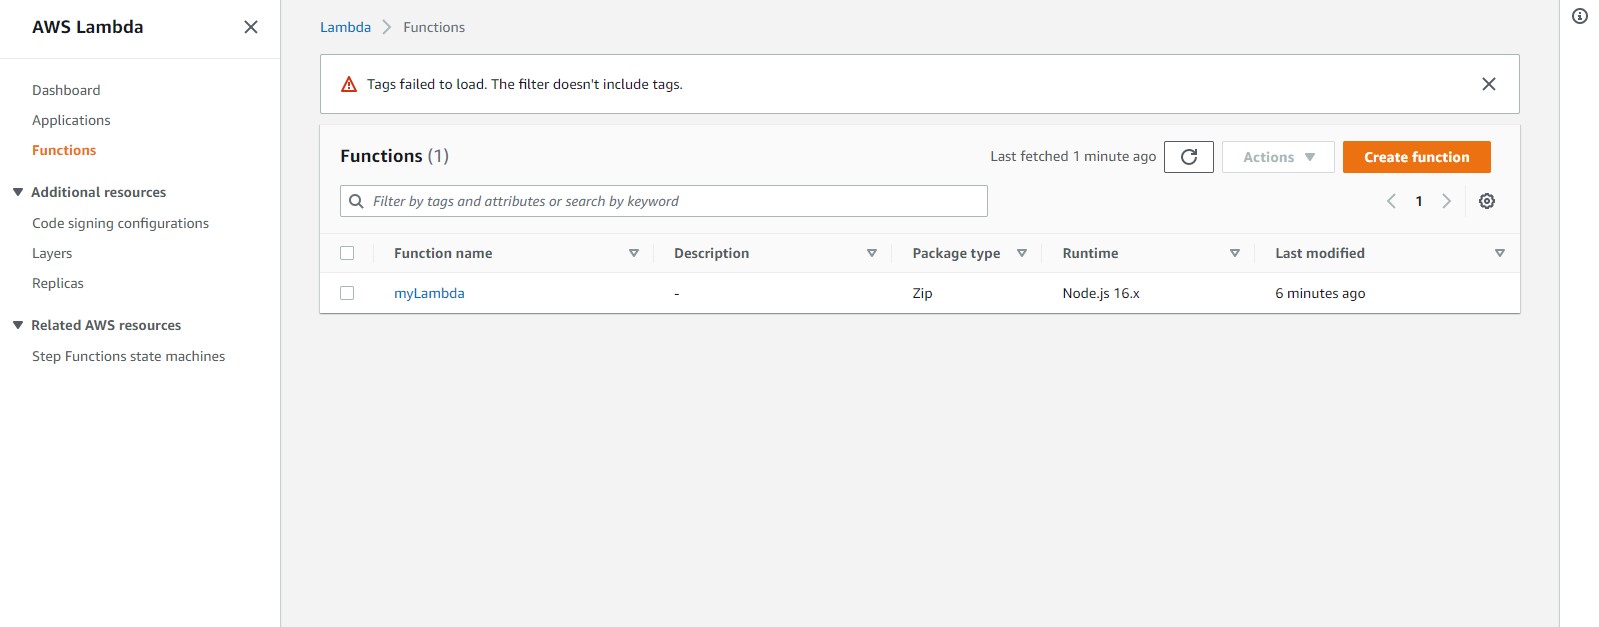 AWS Lambda
Dashboard
Applications
Functions
Additional resources
Code signing configurations
Layers
Replicas
Related AWS resources
Step Functions state machines
Lambda Functions
Tags failed to load. The filter doesn't include tags.
Functions (1) Last fetched 1 minute ago Actions Create function
Filter by tags and attributes or search by keyword 1
Function name Description Package type Runtime Last modified
myLambda - Zip Node.js 16.x 6 minutes ago